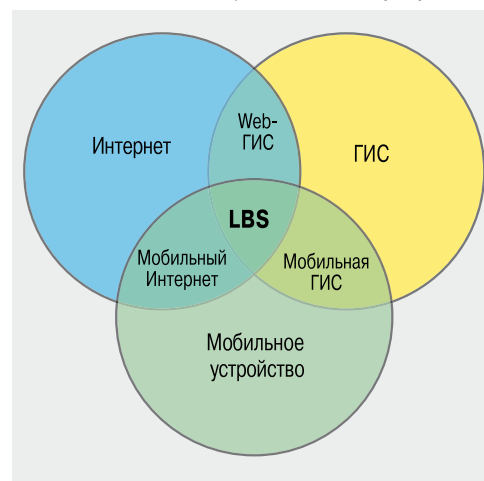 Web-
ГИС
Интернет
ГИС
LBS
Мобильный
Интернет
Мобильная
ГИС
Мобильное
устройство